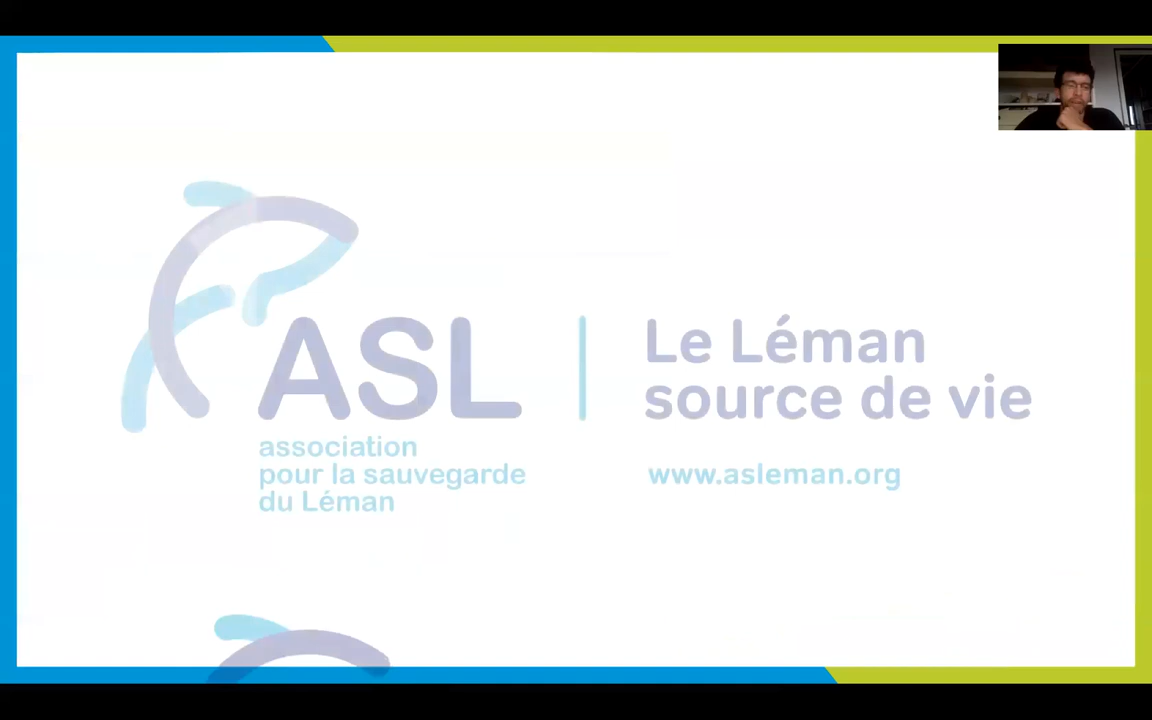 ASL
association
pour la sauvegarde
du Léman
Le Léman
source de vie
www.asleman.org